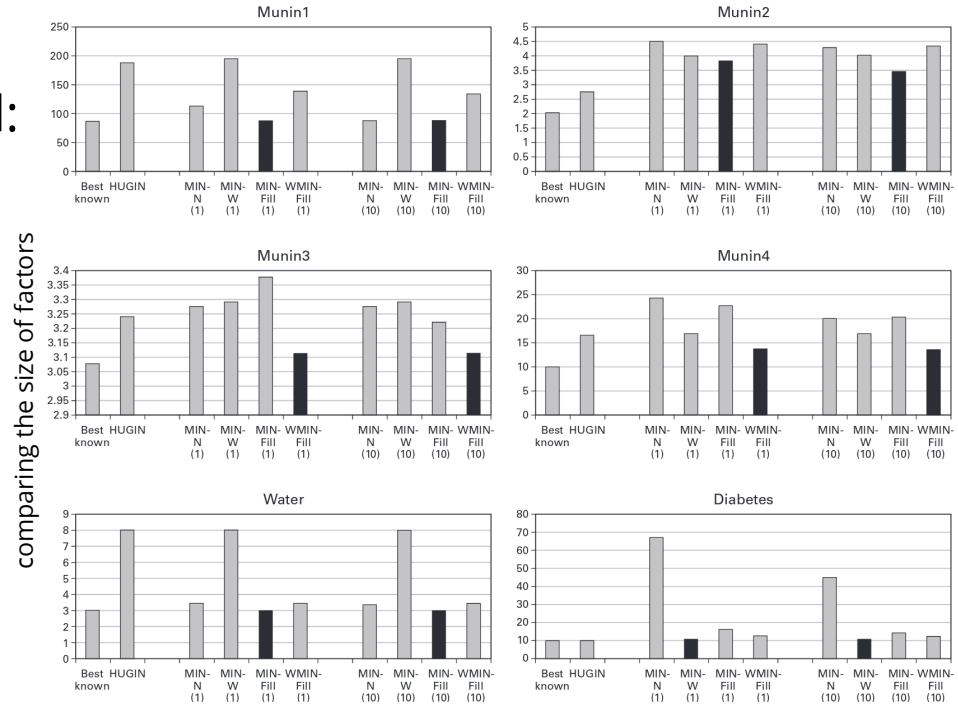 l:
comparing the size of factors
Munin1
250
200
150
100
50
0
Best known
HUGIN
MIN-N (1)
MIN-W (1)
MIN-Fill (1)
WMIN-Fill (1)
MIN-N (10)
MIN-W (10)
MIN-Fill (10)
WMIN-Fill (10)
Munin2
5
4.5
4
3.5
3
2.5
2
1.5
1
0.5
0
Best known
HUGIN
MIN-N (1)
MIN-W (1)
MIN-Fill (1)
WMIN-Fill (1)
MIN-N (10)
MIN-W (10)
MIN-Fill (10)
WMIN-Fill (10)
Munin3
3.4
3.35
3.3
3.25
3.2
3.15
3.1
3.05
3
2.95
2.9
Best known
HUGIN
MIN-N (1)
MIN-W (1)
MIN-Fill (1)
WMIN-Fill (1)
MIN-N (10)
MIN-W (10)
MIN-Fill (10)
WMIN-Fill (10)
Munin4
30
25
20
15
10
5
0
Best known
HUGIN
MIN-N (1)
MIN-W (1)
MIN-Fill (1)
WMIN-Fill (1)
MIN-N (10)
MIN-W (10)
MIN-Fill (10)
WMIN-Fill (10)
Water
9
8
7
6
5
4
3
2
1
0
Best known
HUGIN
MIN-N (1)
MIN-W (1)
MIN-Fill (1)
WMIN-Fill (1)
MIN-N (10)
MIN-W (10)
MIN-Fill (10)
WMIN-Fill (10)
Diabetes
80
70
60
50
40
30
20
10
0
Best known
HUGIN
MIN-N (1)
MIN-W (1)
MIN-Fill (1)
WMIN-Fill (1)
MIN-N (10)
MIN-W (10)
MIN-Fill (10)
WMIN-Fill (10)